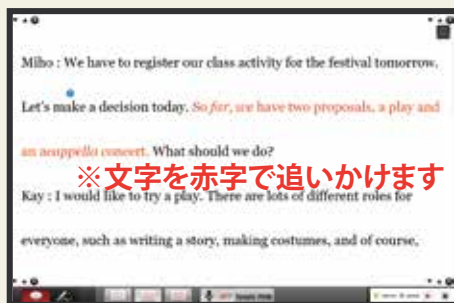 Miho : We have to register our class activity for the festival tomorrow.
Let's make a decision today. So far, we have two proposals, a play and
an acappello concert. What should we do?
※文字を赤字で追いかけます
Kay : I would like to try a play. There are lots of different roles for
everyone, such as writing a story, making costumes, and of course,